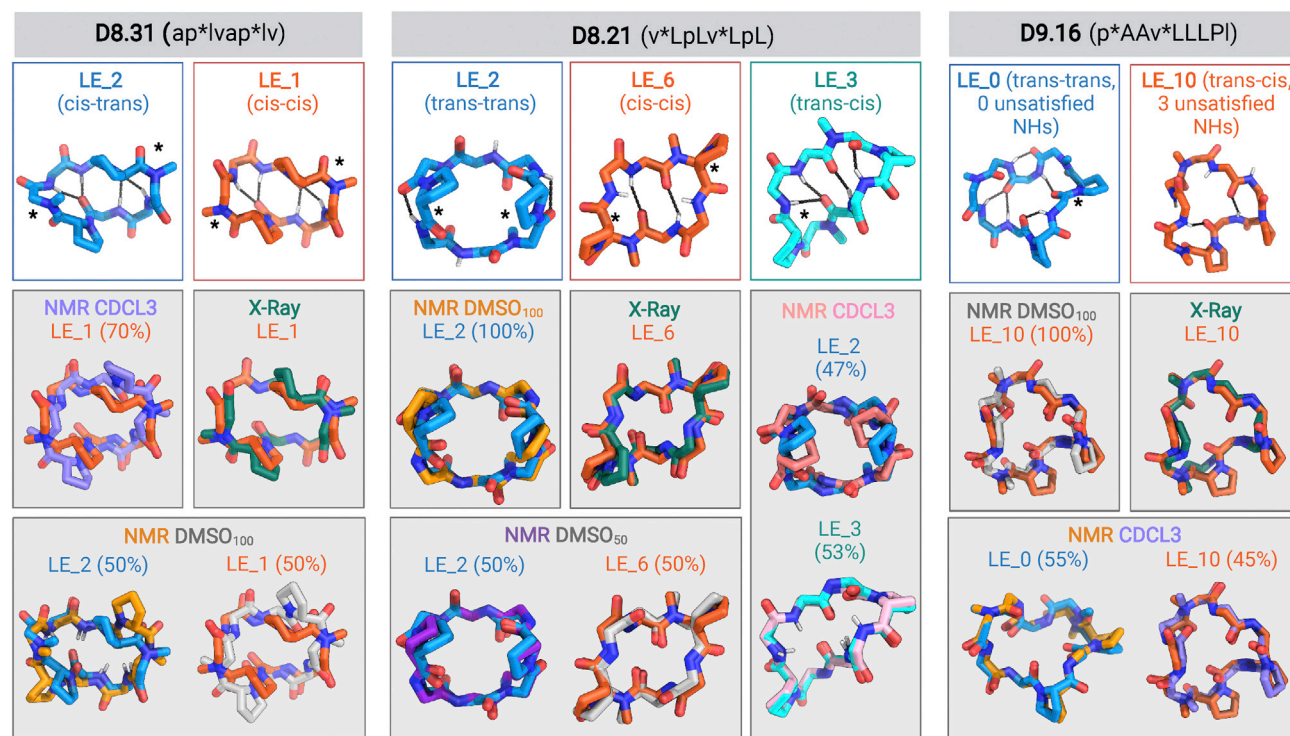 D8.31 (ap*lvap*lv)
LE_2
(cis-trans)
*
*
LE_1
(cis-cis)
*
*
NMR CDCL3
LE_1 (70%)
X-Ray
LE_1
NMR DMSO100
LE_2 (50%)
LE_1 (50%)
D8.21 (v*LpLv*LpL)
LE_2
(trans-trans)
*
*
LE_6
(cis-cis)
*
*
LE_3
(trans-cis)
*
NMR DMSO100
LE_2 (100%)
X-Ray
LE_6
NMR CDCL3
LE_2
(47%)
LE_3
(53%)
NMR DMSO50
LE_2 (50%)
LE_6 (50%)
D9.16 (p*AAv*LLLPl)
LE_0 (trans-trans,
0 unsatisfied
NHs)
*
LE_10 (trans-cis,
3 unsatisfied
NHs)
NMR DMSO100
LE_10 (100%)
X-Ray
LE_10
NMR CDCL3
LE_0 (55%)
LE_10 (45%)